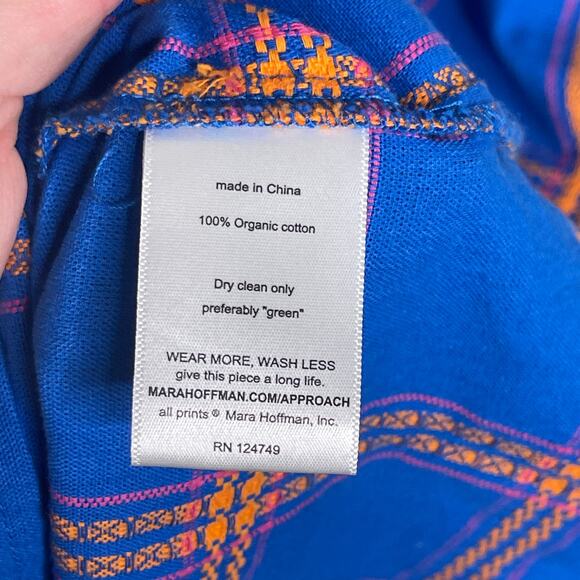 made in China
100% Organic cotton
Dry clean only
preferably "green"
WEAR MORE, WASH LESS
give this piece a long life.
MARAHOFFMAN.COM/APPROACH
all prints ® Mara Hoffman, Inc.
RN 124749